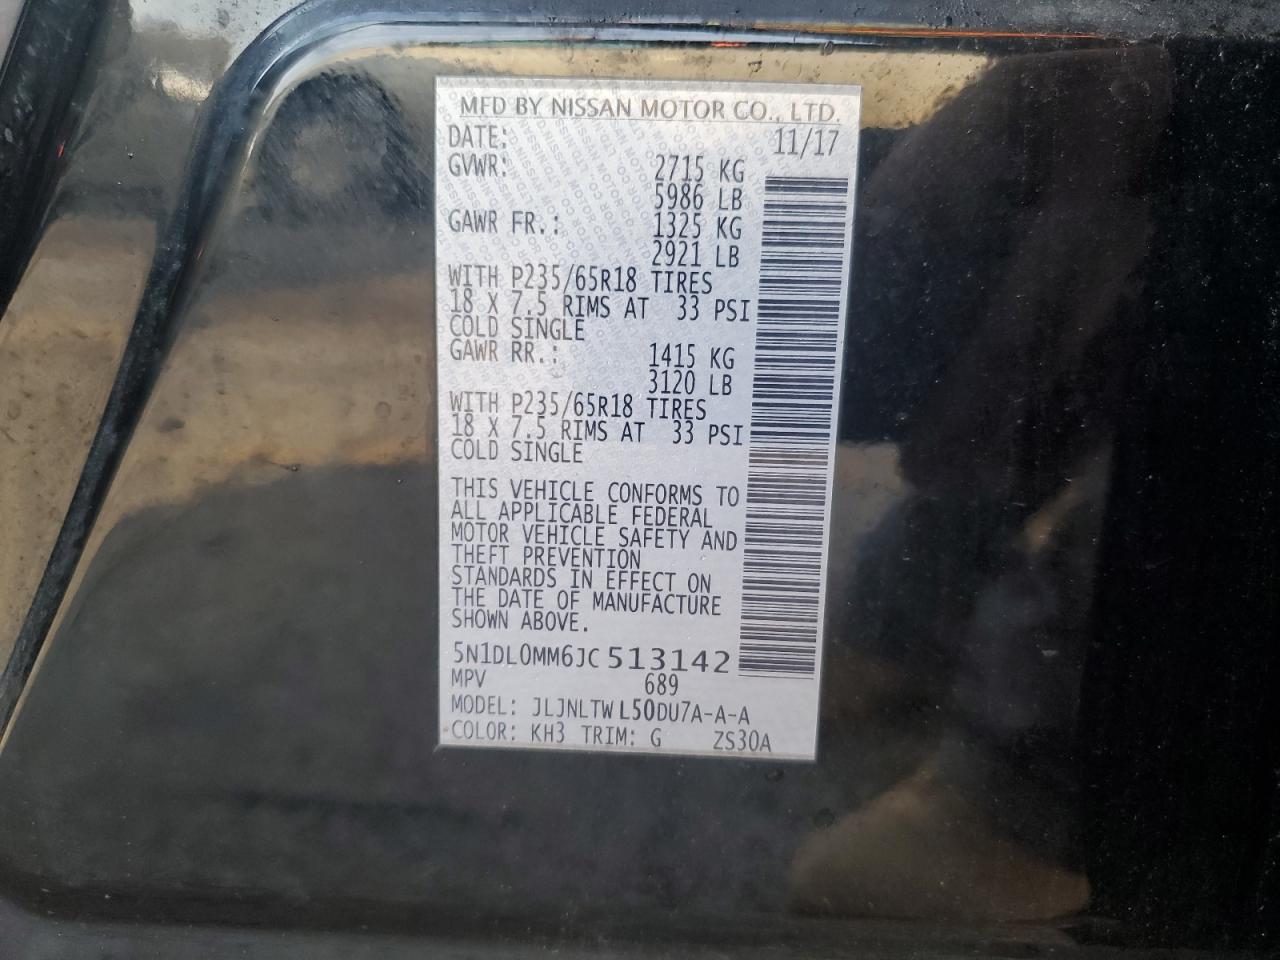 MFD BY NISSAN MOTOR CO., LTD.
DATE: 11/17
GVWR: 2715 KG
5986 LB
GAWR FR.: 1325 KG
2921 LB
WITH P235/65R18 TIRES
18 X 7.5 RIMS AT 33 PSI
COLD SINGLE
GAWR RR.: 1415 KG
3120 LB
WITH P235/65R18 TIRES
18 X 7.5 RIMS AT 33 PSI
COLD SINGLE
THIS VEHICLE CONFORMS TO
ALL APPLICABLE FEDERAL
MOTOR VEHICLE SAFETY AND
THEFT PREVENTION
STANDARDS IN EFFECT ON
THE DATE OF MANUFACTURE
SHOWN ABOVE.
5N1DL0MM6JC513142
MPV 689
MODEL: JLJNLTWL50DU7A-A-A
COLOR: KH3 TRIM: G ZS30A